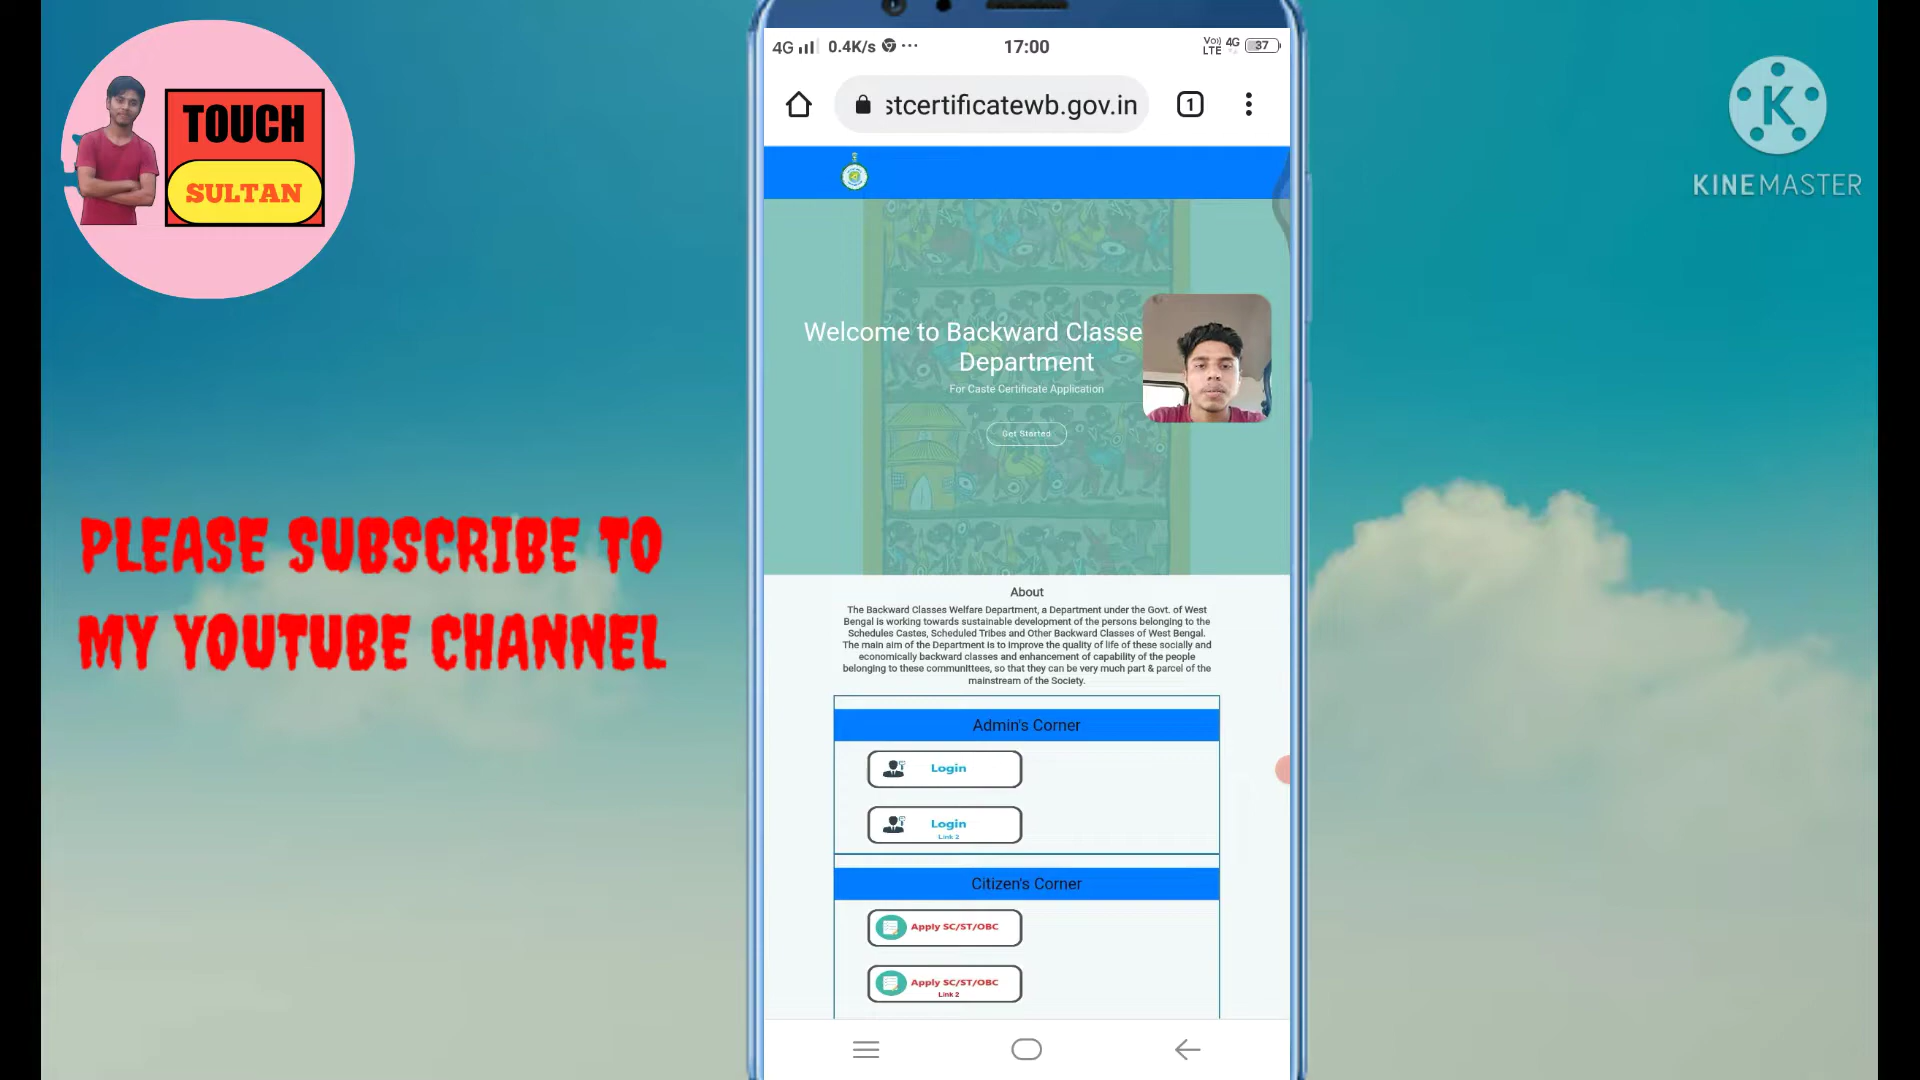 TOUCH
SULTAN
PLEASE SUBSCRIBE TO
MY YOUTUBE CHANNEL
K
KINEMASTER
4G 0.4K/s ... 17:00 Vo) LTE 4G 37
stcertificatewb.gov.in 1
Welcome to Backward Classe
Department
For Caste Certificate Application
Get Started
About
The Backward Classes Welfare Department, a Department under the Govt. of West
Bengal is working towards sustainable development of the persons belonging to the
Schedules Castes, Scheduled Tribes and Other Backward Classes of West Bengal.
The main aim of the Department is to improve the quality of life of these socially and
economically backward classes and enhancement of capability of the people
belonging to these communittees, so that they can be very much part & parcel of the
mainstream of the Society.
Admin's Corner
Login
Login
Link 2
Citizen's Corner
Apply SC/ST/OBC
Apply SC/ST/OBC
Link 2